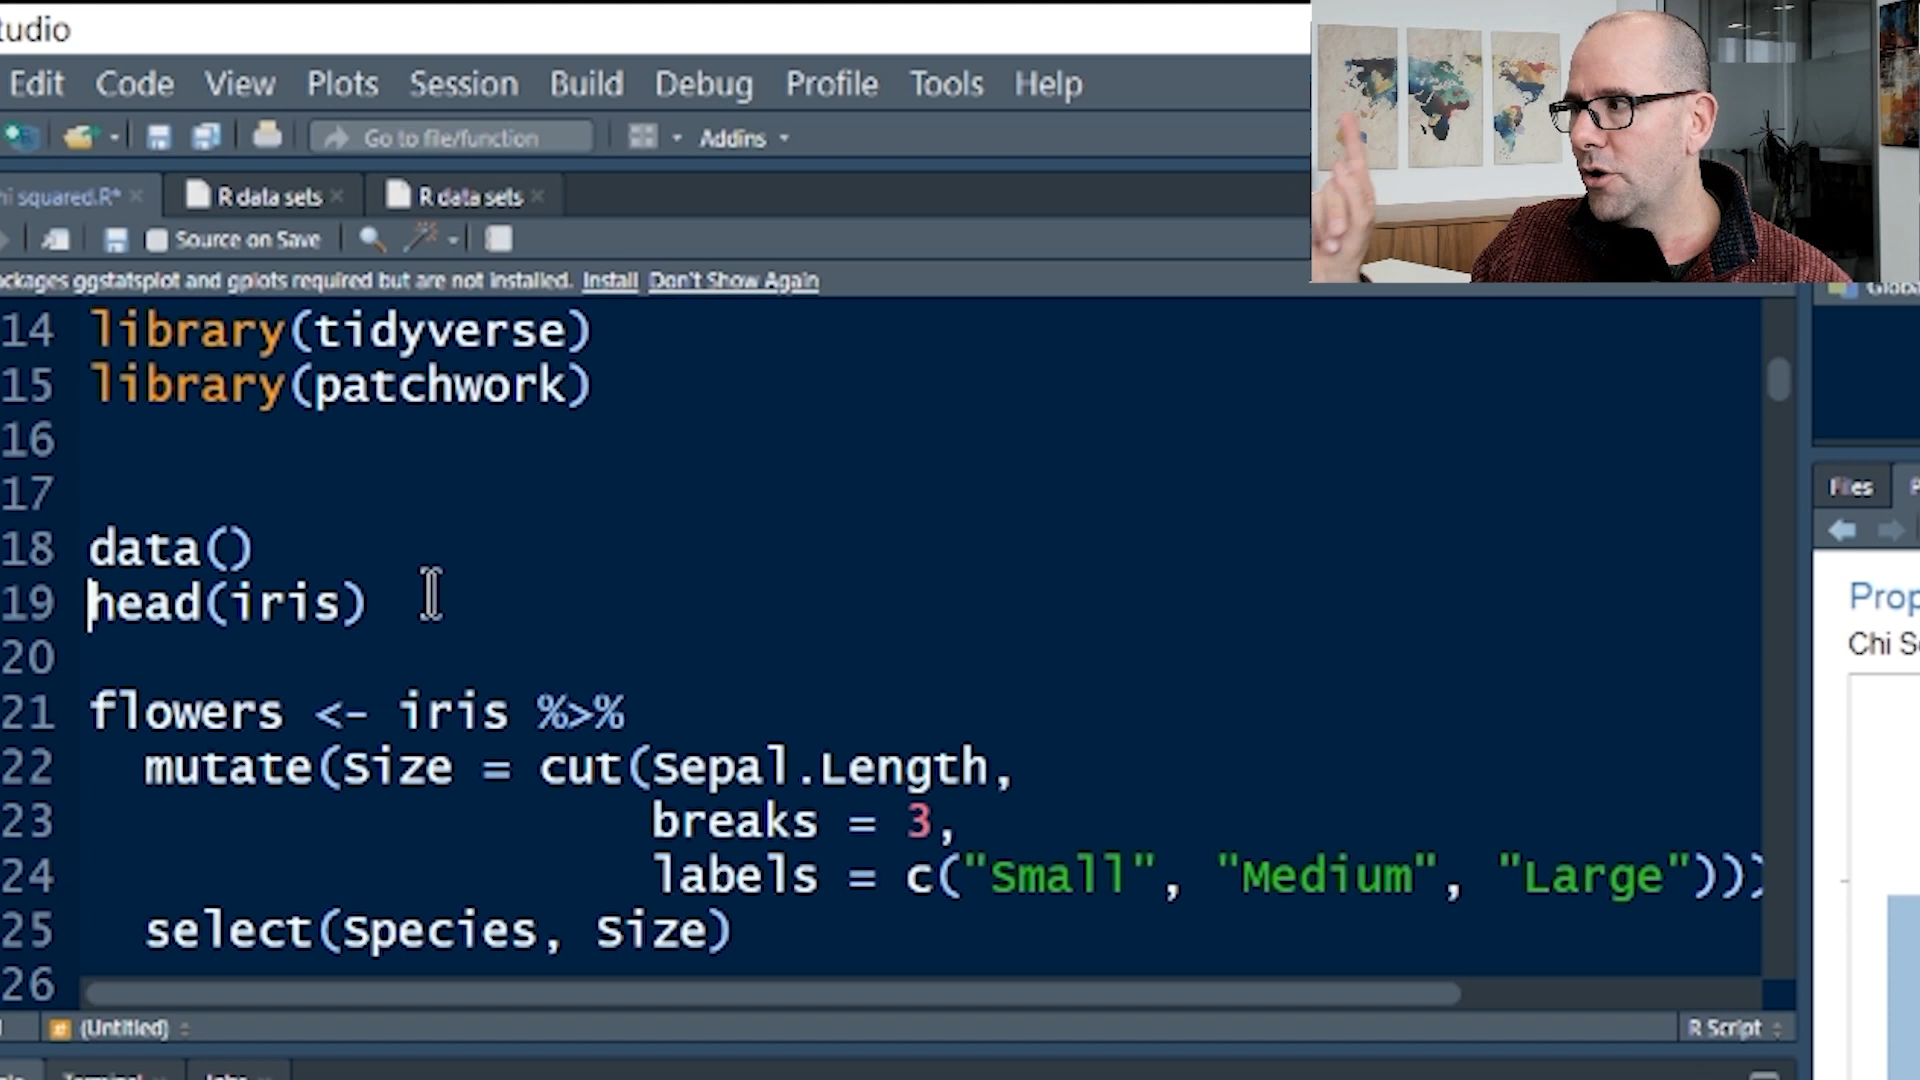 tudio
Edit Code View Plots Session Build Debug Profile Tools Help
Go to file/function Addins
hi squared.R* R data sets R data sets
Source on Save
ckages ggstatsplot and gplots required but are not installed. Install Don't Show Again
14 library(tidyverse)
15 library(patchwork)
16
17
18 data()
19 head(iris)
20
21 flowers <- iris %>%
22 mutate(Size = cut(Sepal.Length,
23 breaks = 3,
24 labels = c("Small", "Medium", "Large")))
25 select(Species, Size)
26
(Untitled) R Script
Globa
Files
Prop
Chi S